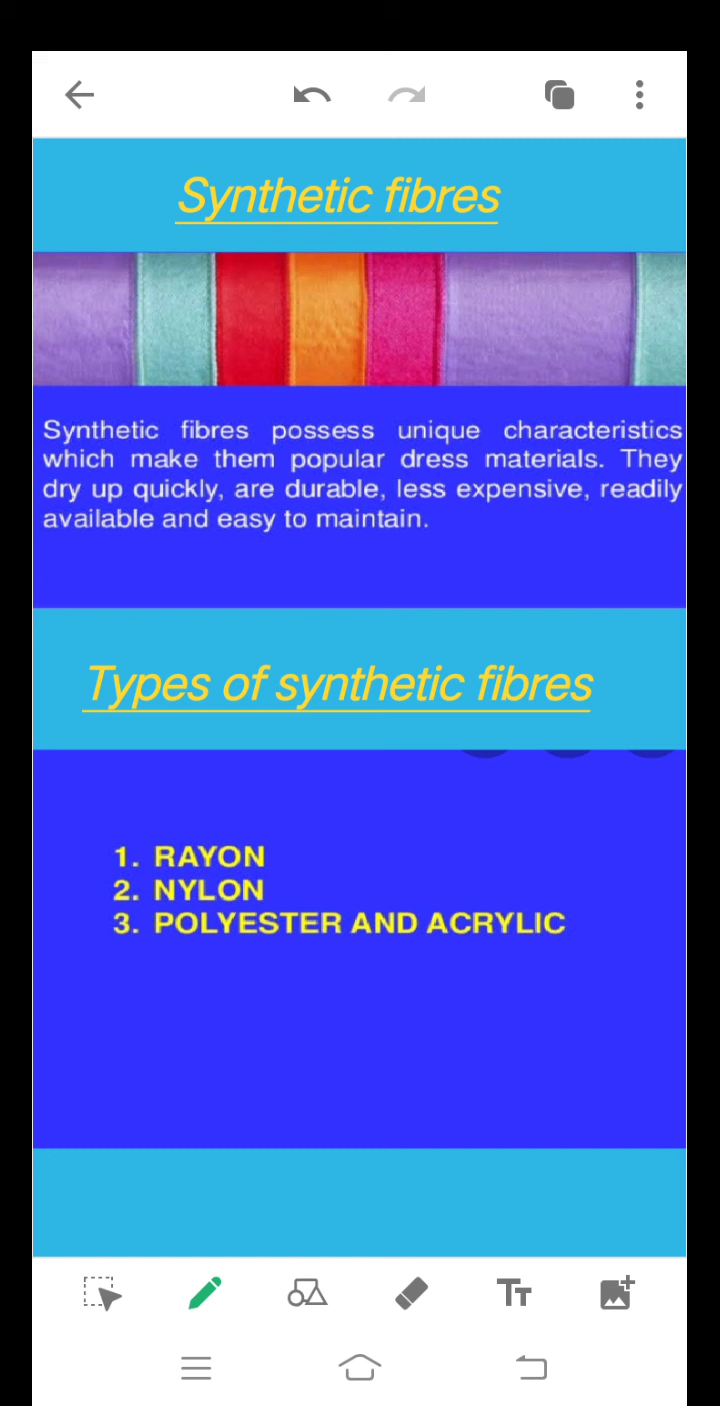 Synthetic fibres
Synthetic fibres possess unique characteristics
which make them popular dress materials. They
dry up quickly, are durable, less expensive, readily
available and easy to maintain.
Types of synthetic fibres
1. RAYON
2. NYLON
3. POLYESTER AND ACRYLIC
TT